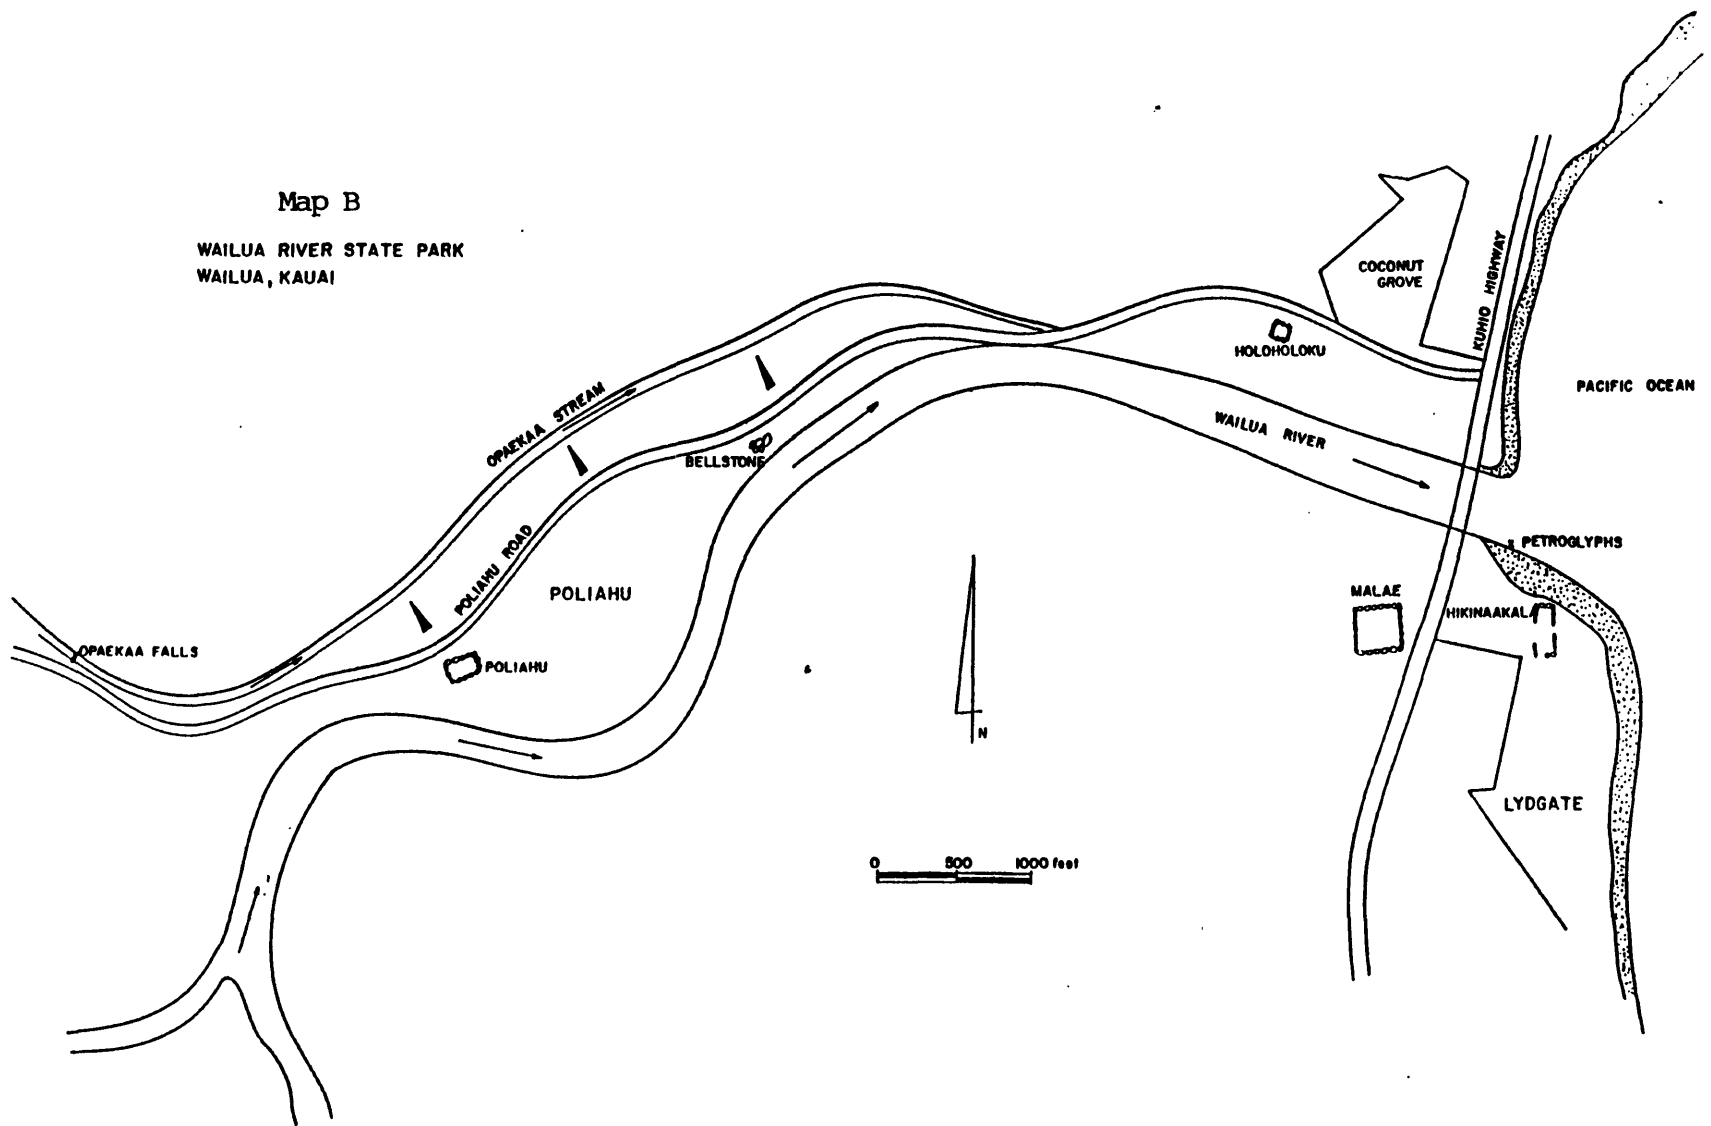 Map B
WAILUA RIVER STATE PARK
WAILUA, KAUAI
COCONUT
GROVE
KUHIO HIGHWAY
HOLOHOLOKU
PACIFIC OCEAN
OPAEKAA STREAM
WAILUA RIVER
BELLSTONE
POLIAHU ROAD
PETROGLYPHS
POLIAHU
MALAE
HIKINAAKALA
OPAEKAA FALLS
POLIAHU
N
LYDGATE
0 500 1000 feet